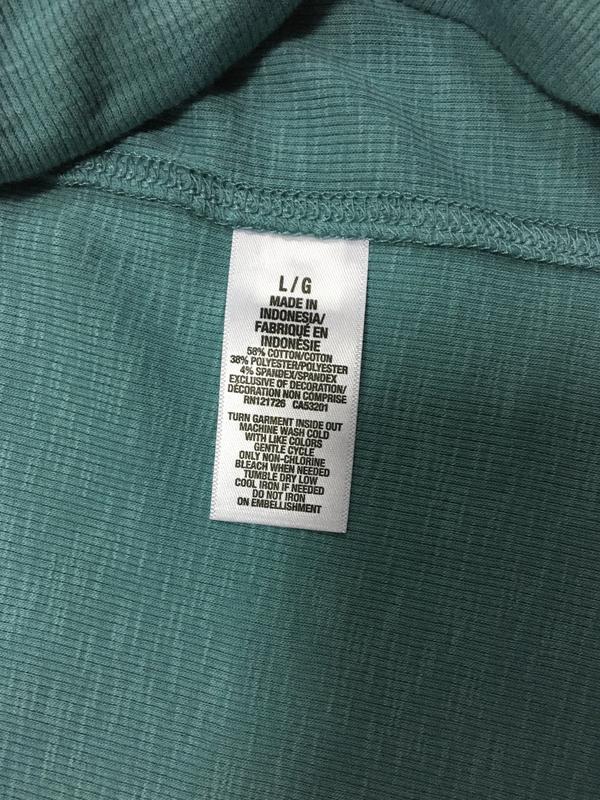 L/G
MADE IN
INDONESIA/
FABRIQUÉ EN
INDONÉSIE
58% COTTON/COTON
38% POLYESTER/POLYESTER
4% SPANDEX/SPANDEX
EXCLUSIVE OF DECORATION/
DÉCORATION NON COMPRISE
RN121726 CA53201
TURN GARMENT INSIDE OUT
MACHINE WASH COLD
WITH LIKE COLORS
GENTLE CYCLE
ONLY NON-CHLORINE
BLEACH WHEN NEEDED
TUMBLE DRY LOW
COOL IRON IF NEEDED
DO NOT IRON
ON EMBELLISHMENT